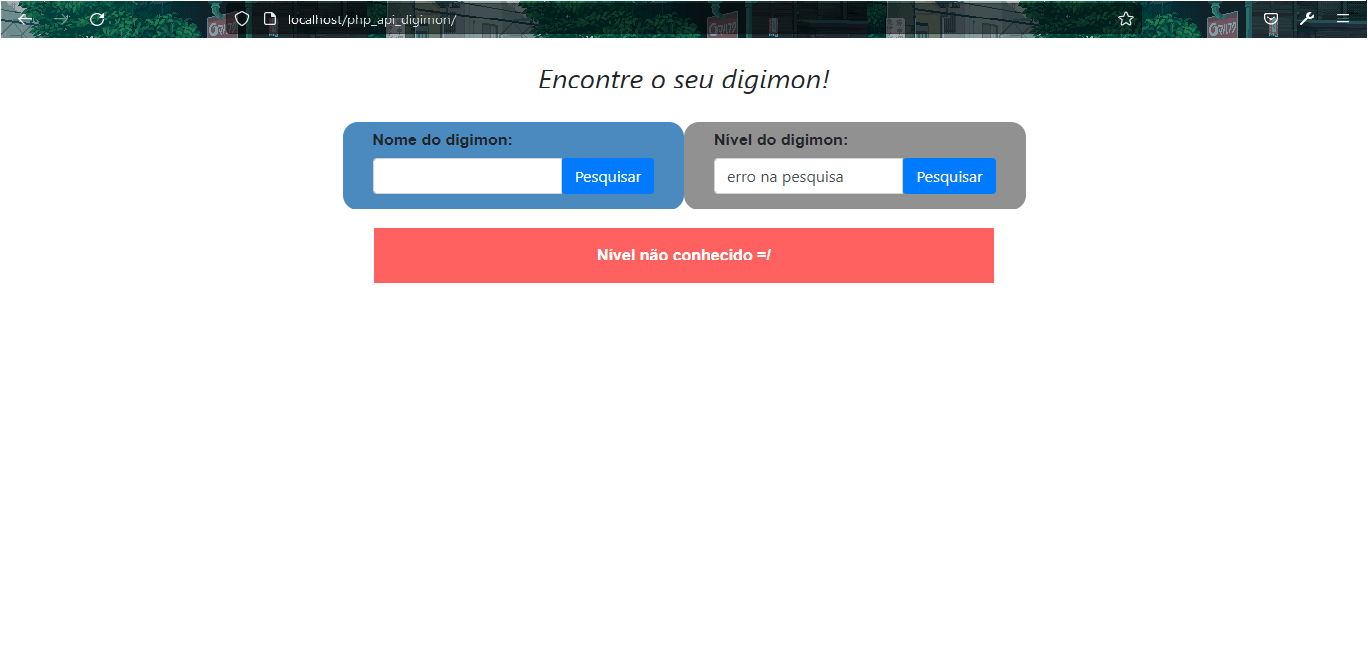 localhost/php_api_digimon/
Encontre o seu digimon!
Nome do digimon:
Pesquisar
Nível do digimon:
erro na pesquisa
Pesquisar
Nível não conhecido =/